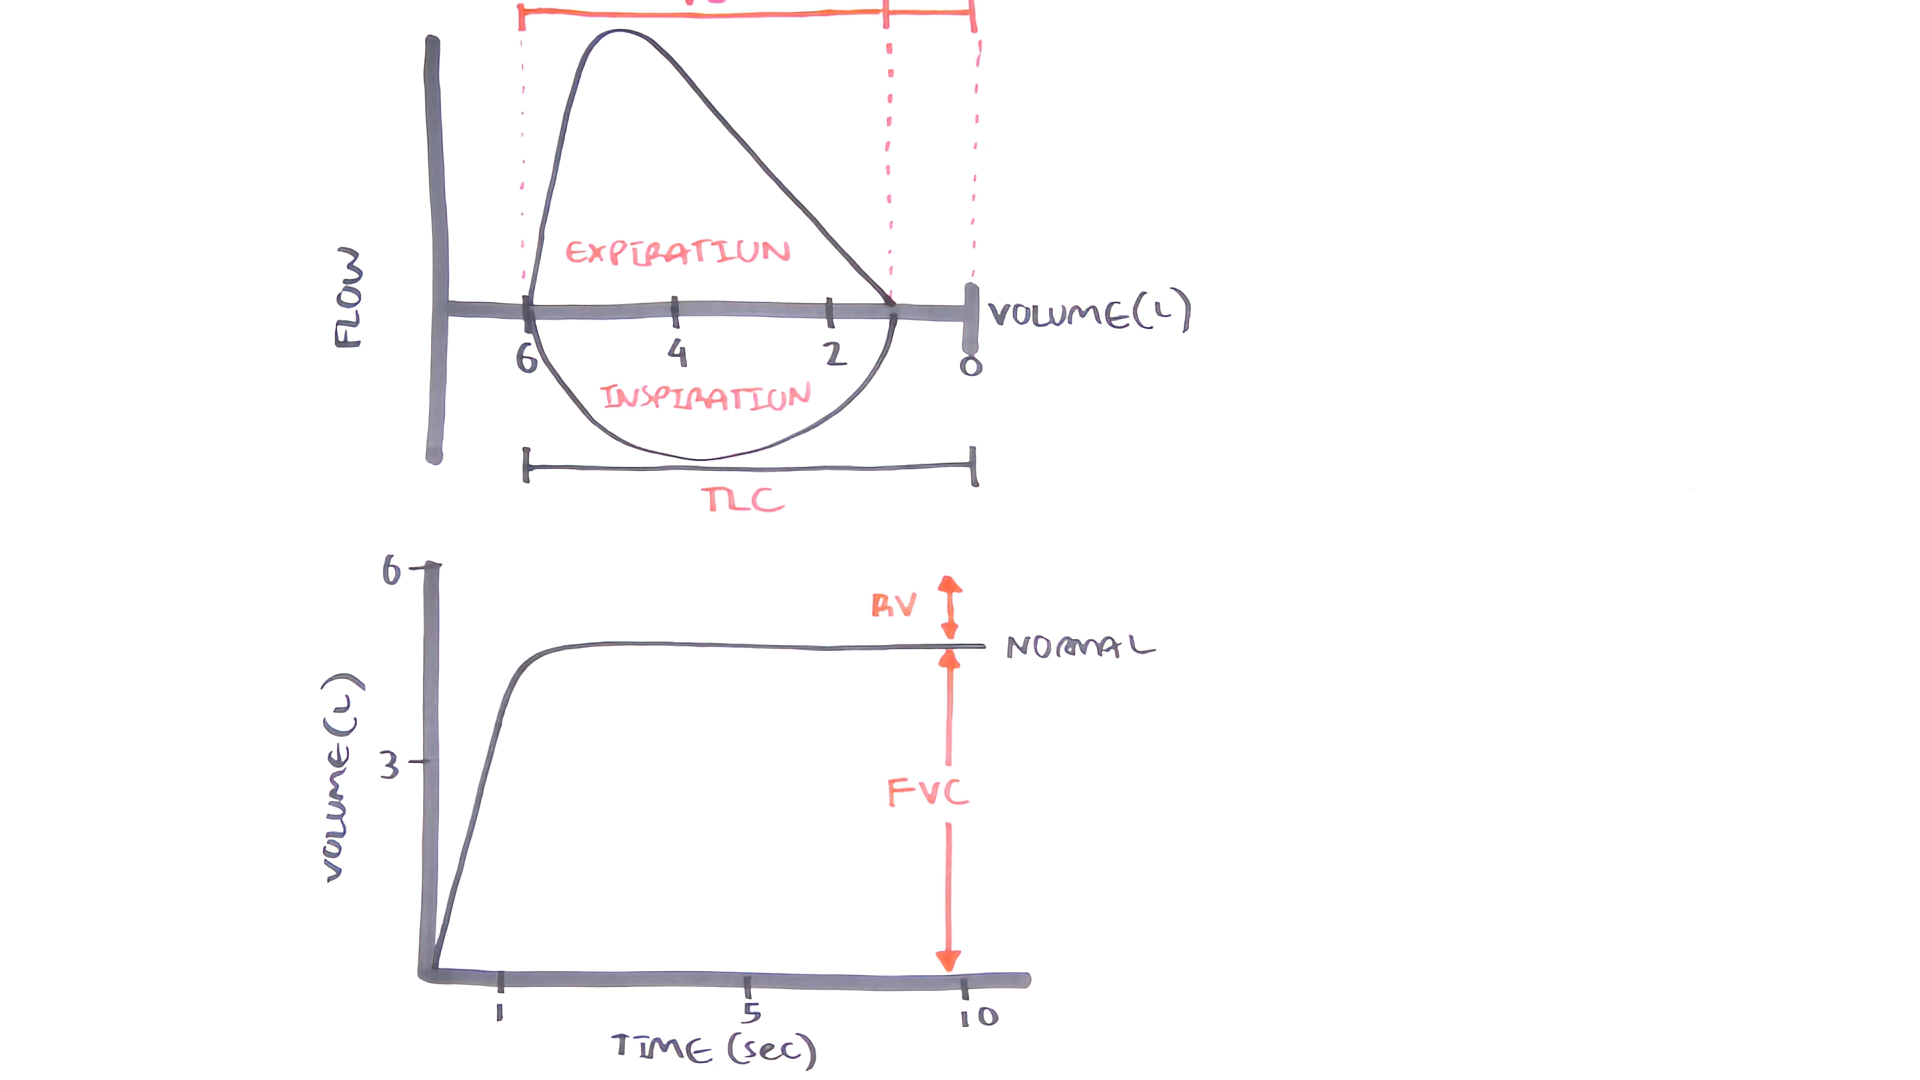 EXPIRATION
FLOW
VOLUME(L)
6 4 2 0
INSPIRATION
TLC
6
RV
NORMAL
VOLUME(L)
3
FVC
1 5 10
TIME (sec)